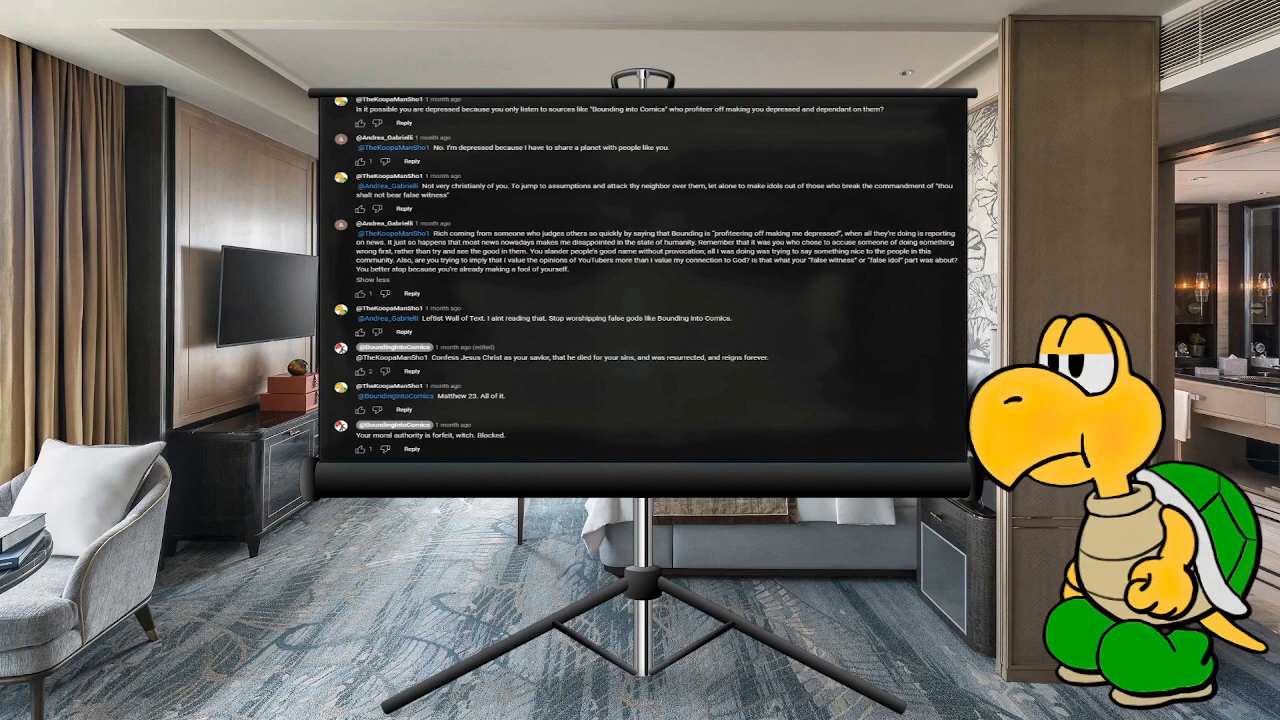 @TheKoopaManSho1 1 month ago
Is it possible you are depressed because you only listen to sources like "Bounding into Comics" who profiteer off making you depressed and dependant on them?
Reply
A
@Andrea_Gabrielli 1 month ago
@TheKoopaManSho1 No. I'm depressed because I have to share a planet with people like you.
1 Reply
@TheKoopaManSho1 1 month ago
@Andrea_Gabrielli Not very christianly of you. To jump to assumptions and attack thy neighbor over them, let alone to make idols out of those who break the commandment of "thou
shalt not bear false witness"
Reply
A
@Andrea_Gabrielli 1 month ago
@TheKoopaManSho1 Rich coming from someone who judges others so quickly by saying that Bounding is "profiteering off making me depressed", when all they're doing is reporting
on news. It just so happens that most news nowadays makes me disappointed in the state of humanity. Remember that it was you who chose to accuse someone of doing something
wrong first, rather than try and see the good in them. You slander people's good name without provocation; all I was doing was trying to say something nice to the people in this
community. Also, are you trying to imply that I value the opinions of YouTubers more than I value my connection to God? Is that what your "false witness" or "false idol" part was about?
You better stop because you're already making a fool of yourself.
Show less
1 Reply
@TheKoopaManSho1 1 month ago
@Andrea_Gabrielli Leftist Wall of Text. I aint reading that. Stop worshipping false gods like Bounding Into Comics.
Reply
@BoundingIntoComics 1 month ago (edited)
@TheKoopaManSho1 Confess Jesus Christ as your savior, that he died for your sins, and was resurrected, and reigns forever.
2 Reply
@TheKoopaManSho1 1 month ago
@BoundingIntoComics Matthew 23. All of it.
Reply
@BoundingIntoComics 1 month ago
Your moral authority is forfeit, witch. Blocked.
1 Reply